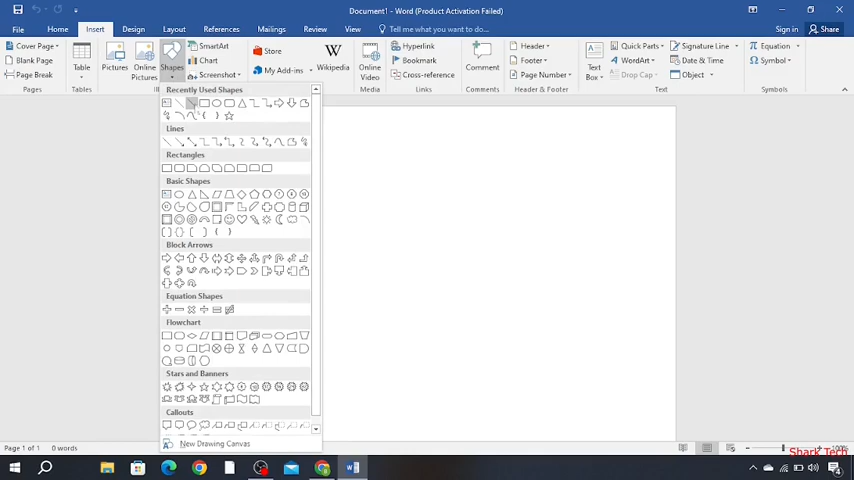 Document1 - Word (Product Activation Failed)
File Home Insert Design Layout References Mailings Review View Tell me what you want to do... Sign in Share
Cover Page
Blank Page
Page Break
Pages
Table
Tables
Pictures
Online Pictures
Shapes
SmartArt
Chart
Screenshot
Store
My Add-ins
Wikipedia
Online Video
Media
Hyperlink
Bookmark
Cross-reference
Links
Comment
Comments
Header
Footer
Page Number
Header & Footer
Text Box
Quick Parts
WordArt
Drop Cap
Signature Line
Date & Time
Object
Text
Equation
Symbol
Symbols
Recently Used Shapes
Lines
Rectangles
Basic Shapes
Block Arrows
Equation Shapes
Flowchart
Stars and Banners
Callouts
New Drawing Canvas
Page 1 of 1 0 words
100%
Shark Tech
4